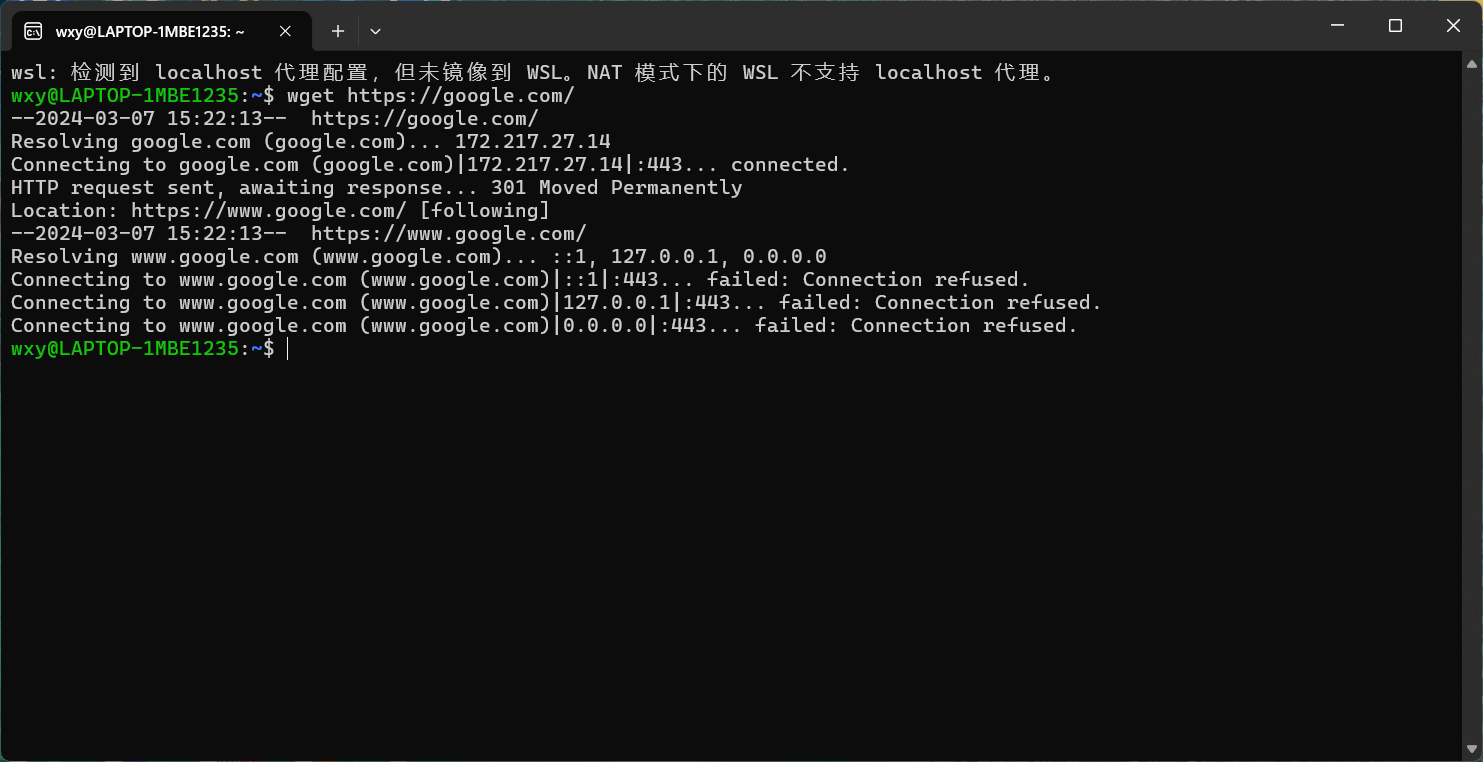 wxy@LAPTOP-1MBE1235: ~
wsl: 检测到 localhost 代理配置，但未镜像到 WSL。NAT 模式下的 WSL 不支持 localhost 代理。
wxy@LAPTOP-1MBE1235:~$ wget https://google.com/
--2024-03-07 15:22:13--  https://google.com/
Resolving google.com (google.com)... 172.217.27.14
Connecting to google.com (google.com)|172.217.27.14|:443... connected.
HTTP request sent, awaiting response... 301 Moved Permanently
Location: https://www.google.com/ [following]
--2024-03-07 15:22:13--  https://www.google.com/
Resolving www.google.com (www.google.com)... ::1, 127.0.0.1, 0.0.0.0
Connecting to www.google.com (www.google.com)|::1|:443... failed: Connection refused.
Connecting to www.google.com (www.google.com)|127.0.0.1|:443... failed: Connection refused.
Connecting to www.google.com (www.google.com)|0.0.0.0|:443... failed: Connection refused.
wxy@LAPTOP-1MBE1235:~$